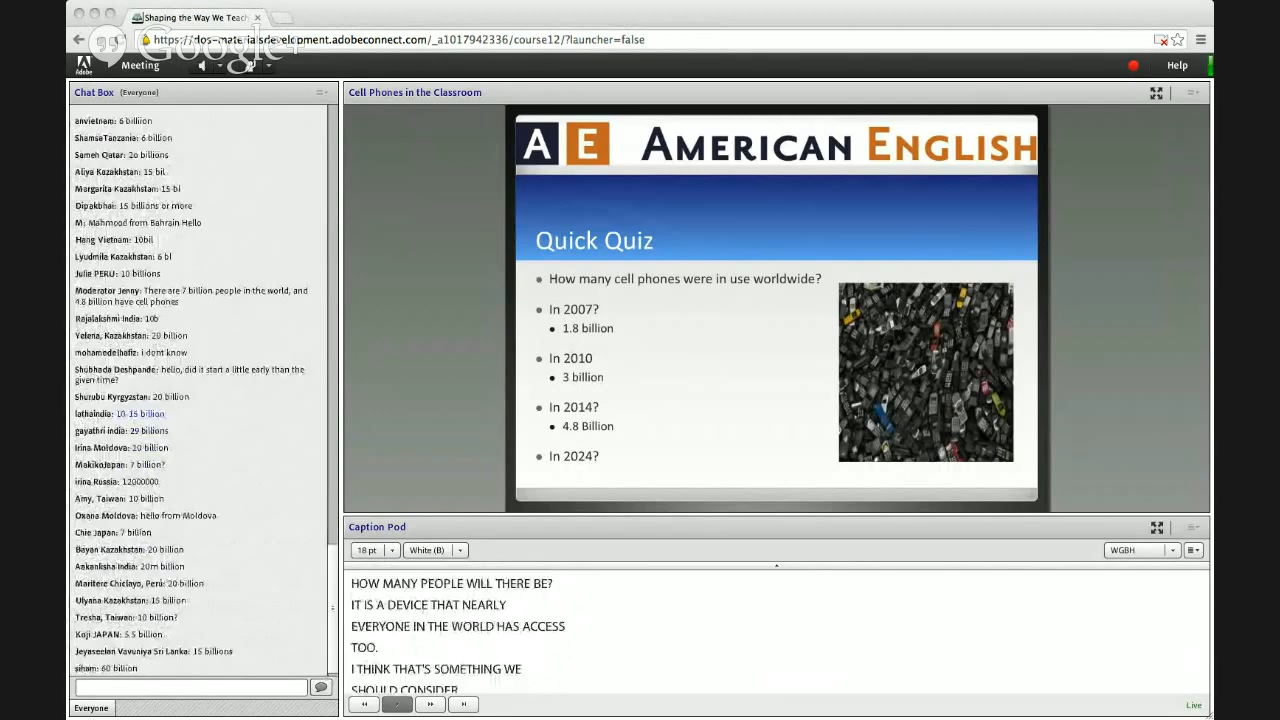 Shaping the Way We Teach
https://dos-materialsdevelopment.adobeconnect.com/_a1017942336/course12/?launcher=false
Google+
Adobe
Meeting
Help
Chat Box (Everyone)
anvietnam: 6 billiion
ShamsaTanzania: 6 billion
Sameh Qatar: 2o billions
Aliya Kazakhstan: 15 bil
Margarita Kazakhstan: 15 bl
Dipakbhai: 15 billions or more
M: Mahmood from Bahrain Hello
Hang Vietnam: 10bil
Lyudmila Kazakhstan: 6 bl
Julie PERU: 10 billions
Moderator Jenny: There are 7 billion people in the world, and
4.8 billion have cell phones
Rajalakshmi India: 10b
Valeria, Kazakhstan: 20 billion
mohamedelhafiz: i dont know
Shubhada Deshpande: hello, did it start a little early than the
given time?
Shurubu Kyrgyzstan: 20 billion
lathaindia: 10-15 billion
gayathri india: 29 billions
Irina Moldova: 20 billion
MakikoJapan: 7 billion?
irina Russia: 12000000
Amy, Taiwan: 10 billion
Oxana Moldova: hello from Moldova
Chie Japan: 7 billion
Bayan Kazakhstan: 20 billion
Aakanksha India: 20m billion
Maritere Chiclayo, Perú: 20 billion
Ulyana Kazakhstan: 15 billion
Tresha, Taiwan: 10 billion?
Koji JAPAN: 5.5 billion
Jeyaseelan Vavuniya Sri Lanka: 15 billions
siham: 60 billion
Everyone
Cell Phones in the Classroom
A E AMERICAN ENGLISH
Quick Quiz
How many cell phones were in use worldwide?
In 2007?
1.8 billion
In 2010
3 billion
In 2014?
4.8 Billion
In 2024?
Caption Pod
18 pt White (B) WGBH
HOW MANY PEOPLE WILL THERE BE?
IT IS A DEVICE THAT NEARLY
EVERYONE IN THE WORLD HAS ACCESS
TOO.
I THINK THAT'S SOMETHING WE
SHOULD CONSIDER
Live